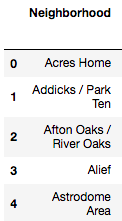 Neighborhood
0 Acres Home
1 Addicks / Park
Ten
2 Afton Oaks /
River Oaks
3 Alief
4 Astrodome
Area